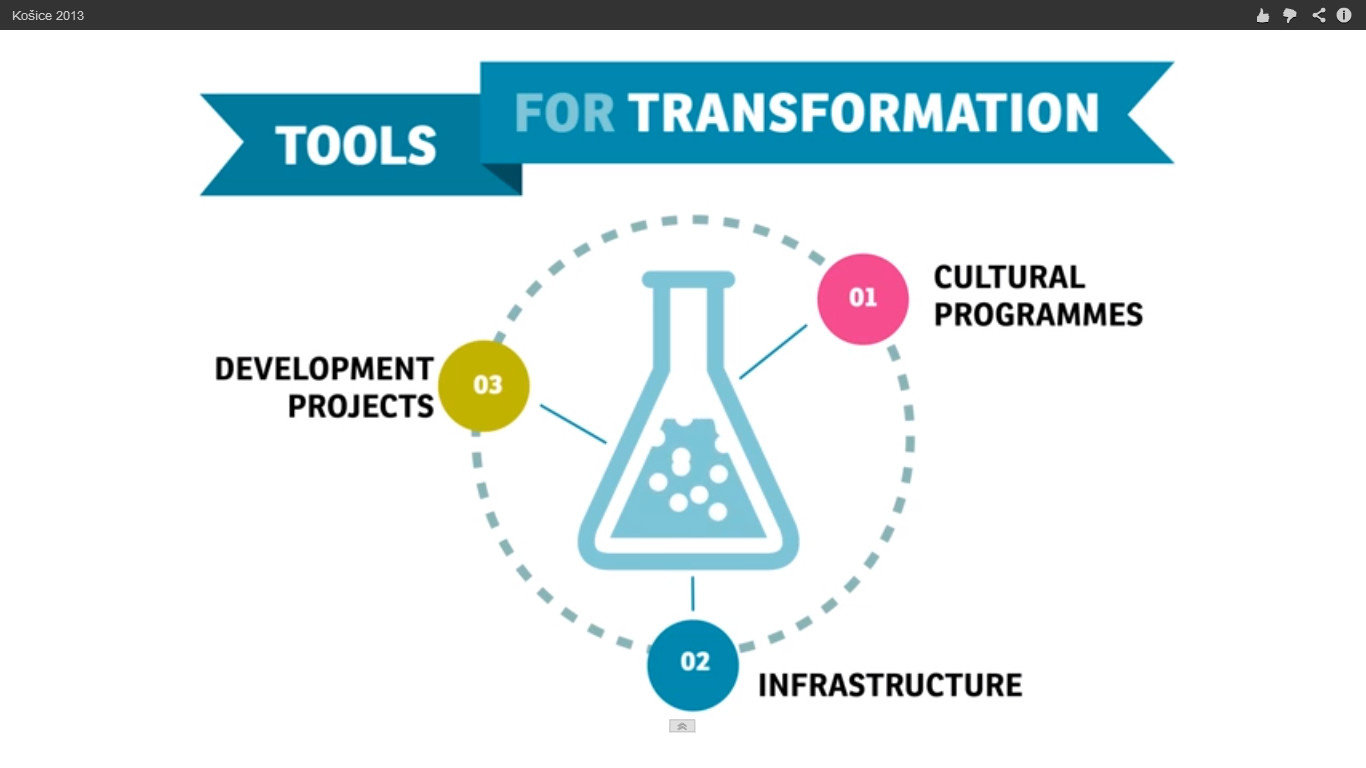 Košice 2013
TOOLS FOR TRANSFORMATION
01
CULTURAL
PROGRAMMES
03
DEVELOPMENT
PROJECTS
02
INFRASTRUCTURE